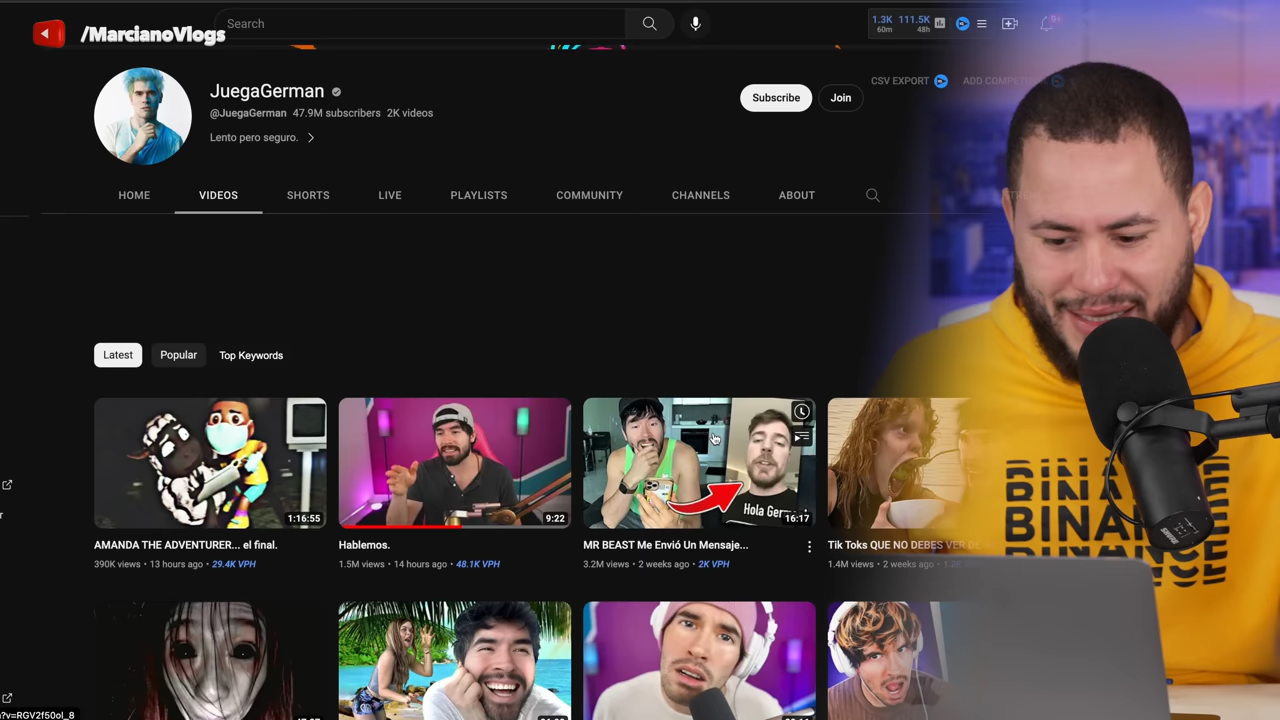 /MarcianoVlogs
Search
1.3K 111.5K
60m 48h
9+
JuegaGerman
@JuegaGerman 47.9M subscribers 2K videos
Lento pero seguro.
Subscribe
Join
CSV EXPORT
HOME
VIDEOS
SHORTS
LIVE
PLAYLISTS
COMMUNITY
CHANNELS
ABOUT
Latest
Popular
Top Keywords
1:16:55
9:22
Hola Ger
16:17
AMANDA THE ADVENTURER... el final.
390K views • 13 hours ago • 29.4K VPH
Hablemos.
1.5M views • 14 hours ago • 48.1K VPH
MR BEAST Me Envió Un Mensaje...
3.2M views • 2 weeks ago • 2K VPH
Tik Toks QUE NO DEBES VER DE
1.4M views • 2 weeks ago
BINANCE
?v=RGV2f50ol_8